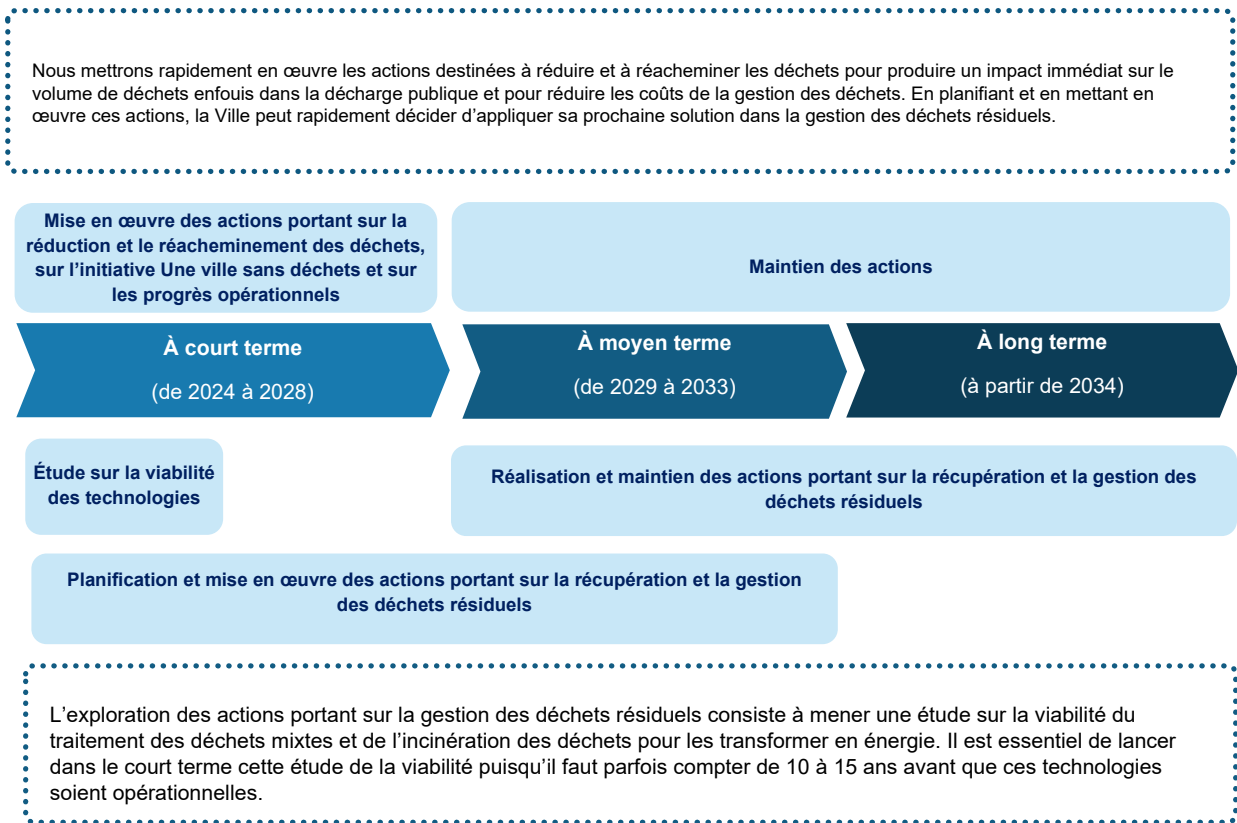 Nous mettrons rapidement en œuvre les actions destinées à réduire et à réacheminer les déchets pour produire un impact immédiat sur le
volume de déchets enfouis dans la décharge publique et pour réduire les coûts de la gestion des déchets. En planifiant et en mettant en
œuvre ces actions, la Ville peut rapidement décider d’appliquer sa prochaine solution dans la gestion des déchets résiduels.
Mise en œuvre des actions portant sur la
réduction et le réacheminement des déchets,
sur l’initiative Une ville sans déchets et sur
les progrès opérationnels
Maintien des actions
À court terme
(de 2024 à 2028)
À moyen terme
(de 2029 à 2033)
À long terme
(à partir de 2034)
Étude sur la viabilité
des technologies
Réalisation et maintien des actions portant sur la récupération et la gestion des
déchets résiduels
Planification et mise en œuvre des actions portant sur la récupération et la gestion
des déchets résiduels
L’exploration des actions portant sur la gestion des déchets résiduels consiste à mener une étude sur la viabilité du
traitement des déchets mixtes et de l’incinération des déchets pour les transformer en énergie. Il est essentiel de lancer
dans le court terme cette étude de la viabilité puisqu’il faut parfois compter de 10 à 15 ans avant que ces technologies
soient opérationnelles.